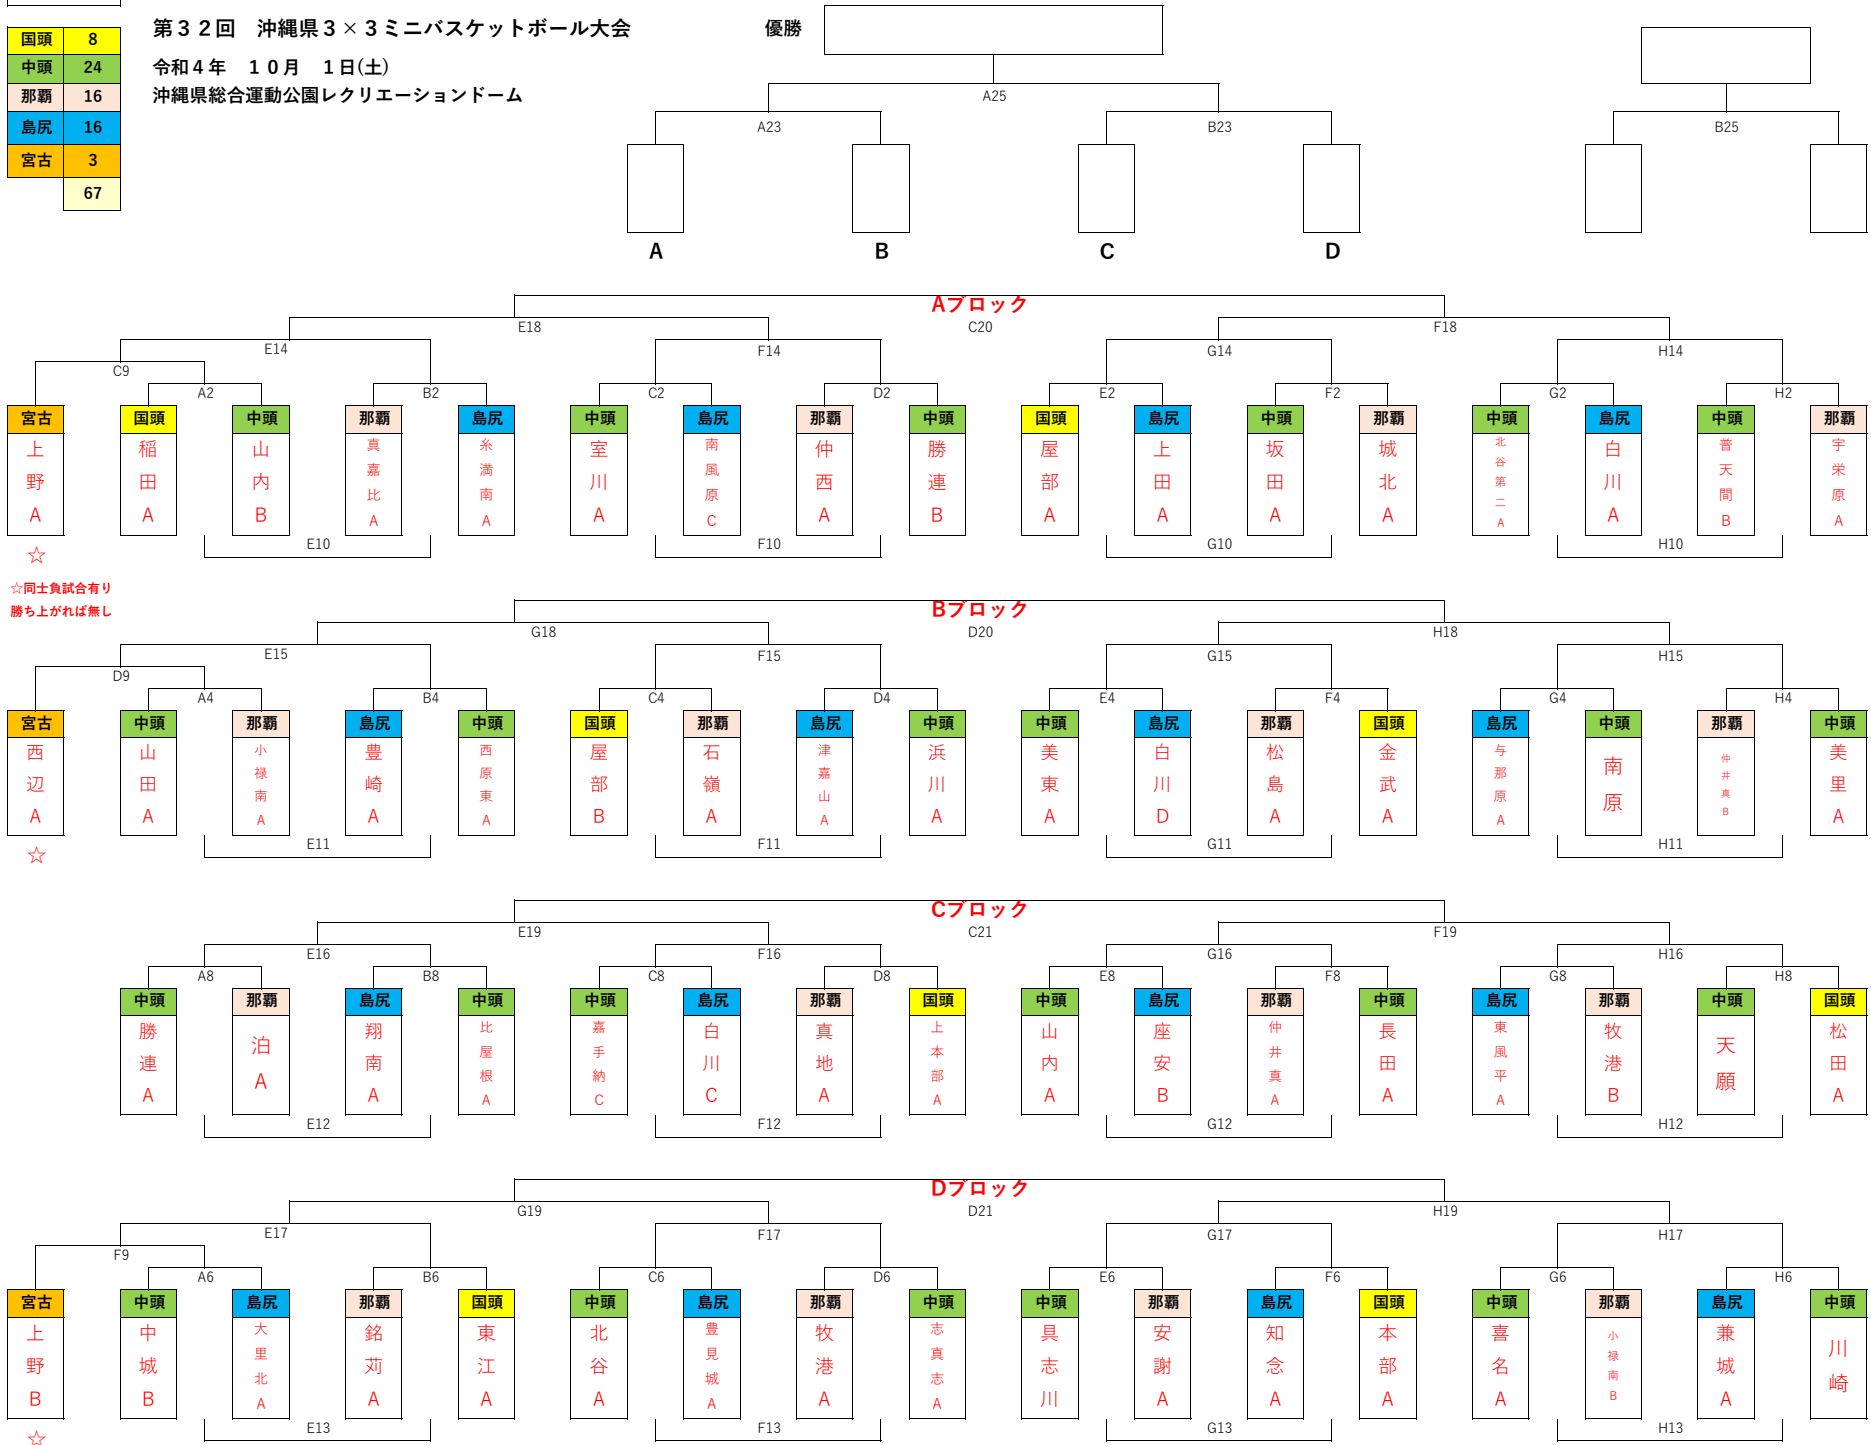 第３２回　沖縄県３×３ミニバスケットボール大会
令和４年　１０月　１日(土)
沖縄県総合運動公園レクリエーションドーム
国頭 8
中頭 24
那覇 16
島尻 16
宮古 3
67
優勝
A25
A23 B23 B25
A B C D
Aブロック
E18 C20 F18
E14 F14 G14 H14
C9
A2 B2 C2 D2 E2 F2 G2 H2
宮古 国頭 中頭 那覇 島尻 中頭 島尻 那覇 中頭 国頭 島尻 中頭 那覇 中頭 島尻 中頭 那覇
上野A 稲田A 山内B 真嘉比A 糸満南A 室川A 南風原C 仲西A 勝連B 屋部A 上田A 坂田A 城北A 北谷第二A 白川A 普天間B 宇栄原A
E10 F10 G10 H10
☆
☆同士負試合有り
勝ち上がれば無し
Bブロック
G18 D20 H18
E15 F15 G15 H15
D9
A4 B4 C4 D4 E4 F4 G4 H4
宮古 中頭 那覇 島尻 中頭 国頭 那覇 島尻 中頭 中頭 島尻 那覇 国頭 島尻 中頭 那覇 中頭
西辺A 山田A 小禄南A 豊崎A 西原東A 屋部B 石嶺A 津嘉山A 浜川A 美東A 白川D 松島A 金武A 与那原A 南原 仲井真B 美里A
E11 F11 G11 H11
☆
Cブロック
E19 C21 F19
E16 F16 G16 H16
A8 B8 C8 D8 E8 F8 G8 H8
中頭 那覇 島尻 中頭 中頭 島尻 那覇 国頭 中頭 島尻 那覇 中頭 島尻 那覇 中頭 国頭
勝連A 泊A 翔南A 比屋根A 嘉手納C 白川C 真地A 上本部A 山内A 座安B 仲井真A 長田A 東風平A 牧港B 天願 松田A
E12 F12 G12 H12
Dブロック
G19 D21 H19
E17 F17 G17 H17
F9
A6 B6 C6 D6 E6 F6 G6 H6
宮古 中頭 島尻 那覇 国頭 中頭 島尻 那覇 中頭 中頭 那覇 島尻 国頭 中頭 那覇 島尻 中頭
上野B 中城B 大里北A 銘苅A 東江A 北谷A 豊見城A 牧港A 志真志A 具志川 安謝A 知念A 本部A 喜名A 小禄南B 兼城A 川崎
E13 F13 G13 H13
☆